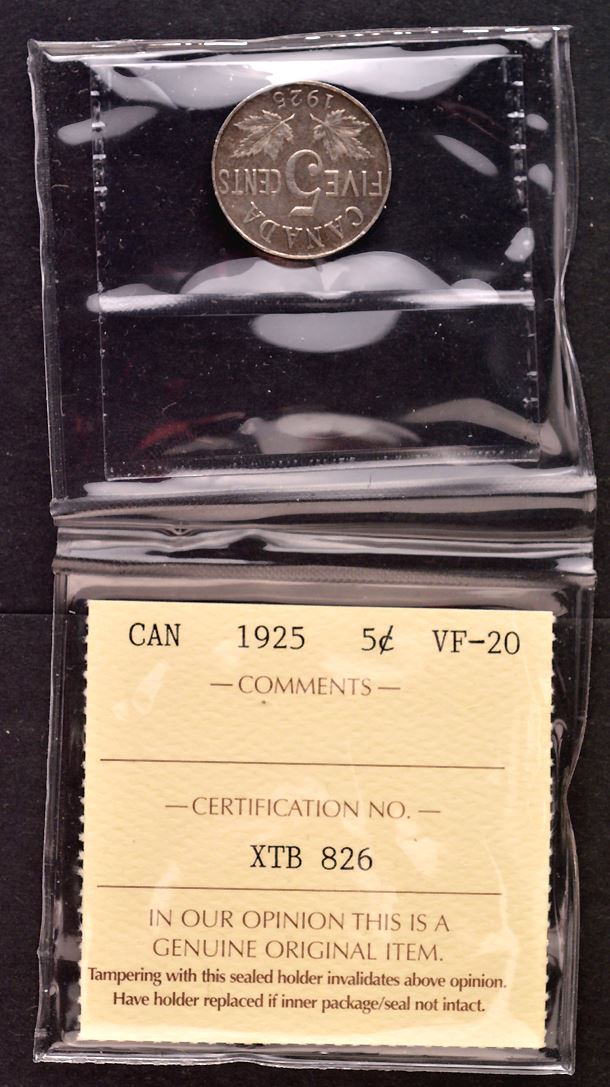 CANADA
5
FIVE CENTS
1925
CAN 1925 5¢ VF-20
— COMMENTS —
— CERTIFICATION NO. —
XTB 826
IN OUR OPINION THIS IS A
GENUINE ORIGINAL ITEM.
Tampering with this sealed holder invalidates above opinion.
Have holder replaced if inner package/seal not intact.